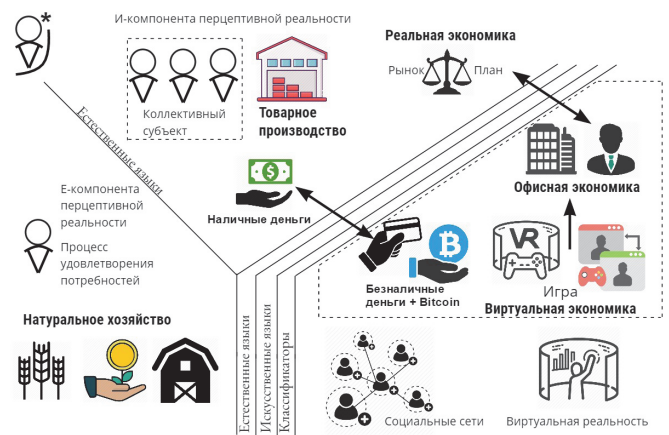 *
И-компонента перцептивной реальности
Коллективный
субъект
Товарное
производство
Реальная экономика
Рынок
План
Естественные языки
Е-компонента
перцептивной
реальности
Процесс
удовлетворения
потребностей
Наличные деньги
Офисная экономика
VR
Игра
Виртуальная экономика
Безналичные
деньги + Bitcoin
Натуральное хозяйство
Естественные языки
Искусственные языки
Классификаторы
Социальные сети
Виртуальная реальность